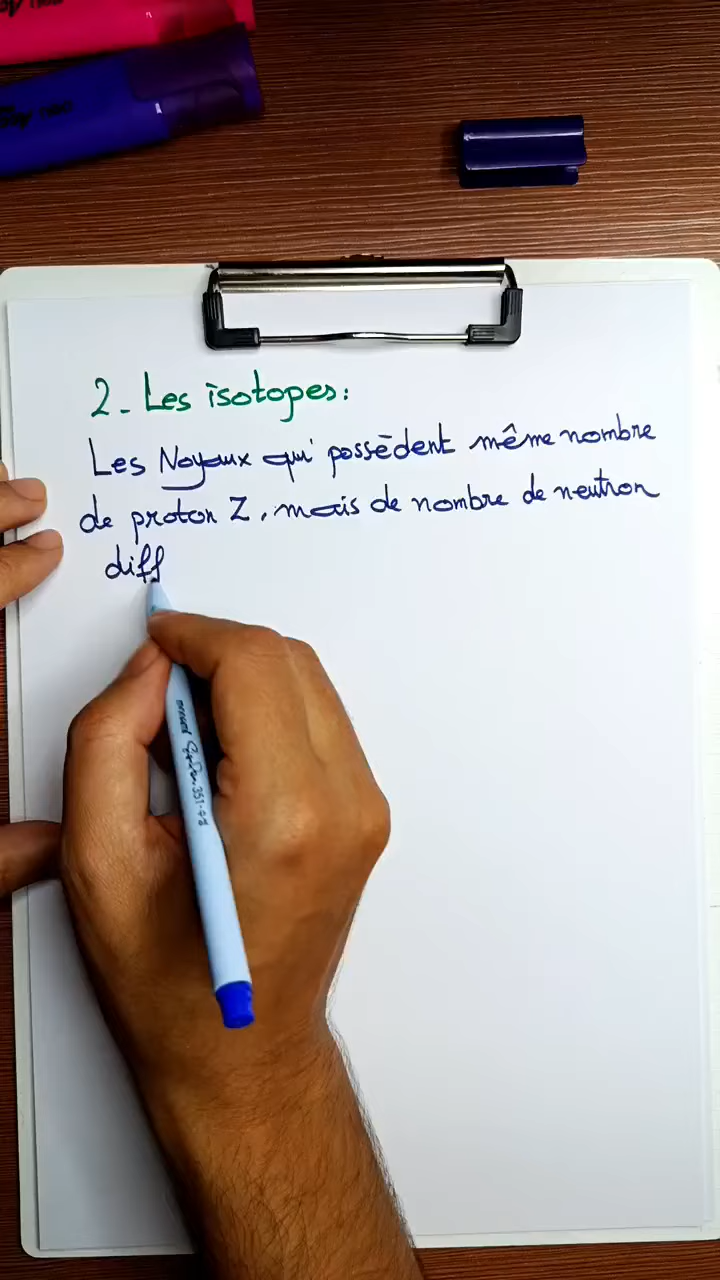 2- Les isotopes:
Les Noyaux qui possèdent même nombre
de proton Z, mais de nombre de neutron
diff